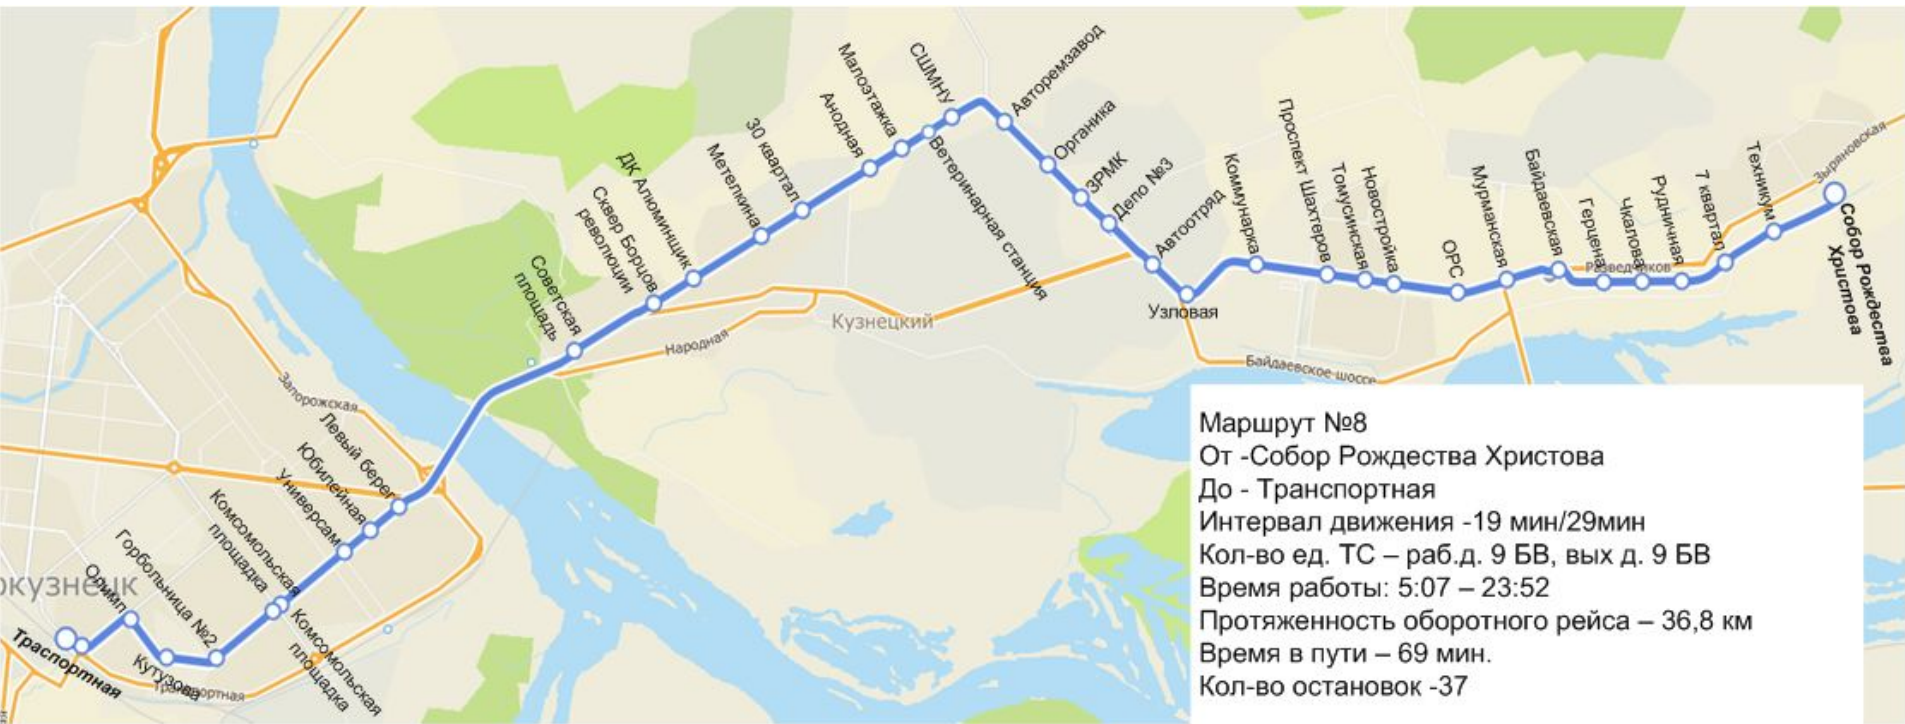 СШМНУ
Авторемзавод
Малоэтажка
Анодная
30 квартал
Метелкина
ДК Алюминщик
Сквер Борцов
революции
Советская
площадь
Ветеринарная станция
Органика
ЗРМК
Депо №3
Автоотряд
Узловая
Коммунарка
Проспект Шахтеров
Томусинская
Новостройка
ОРС
Мурманская
Байдаевская
Герцена
Чкалова
Рудничная
7 квартал
Техникум
Зыряновская
Собор Рождества
Христова
Разведчиков
Кузнецкий
Народная
Байдаевское шоссе
Запорожская
Левый берег
Юбилейная
Универсам
Комсомольская
площадка
Горбольница №2
Олимп
окузнецк
Траспортная
Кутузова
Транспортная
Комсомольская
площадка
Маршрут №8
От -Собор Рождества Христова
До - Транспортная
Интервал движения -19 мин/29мин
Кол-во ед. ТС – раб.д. 9 БВ, вых д. 9 БВ
Время работы: 5:07 – 23:52
Протяженность оборотного рейса – 36,8 км
Время в пути – 69 мин.
Кол-во остановок -37